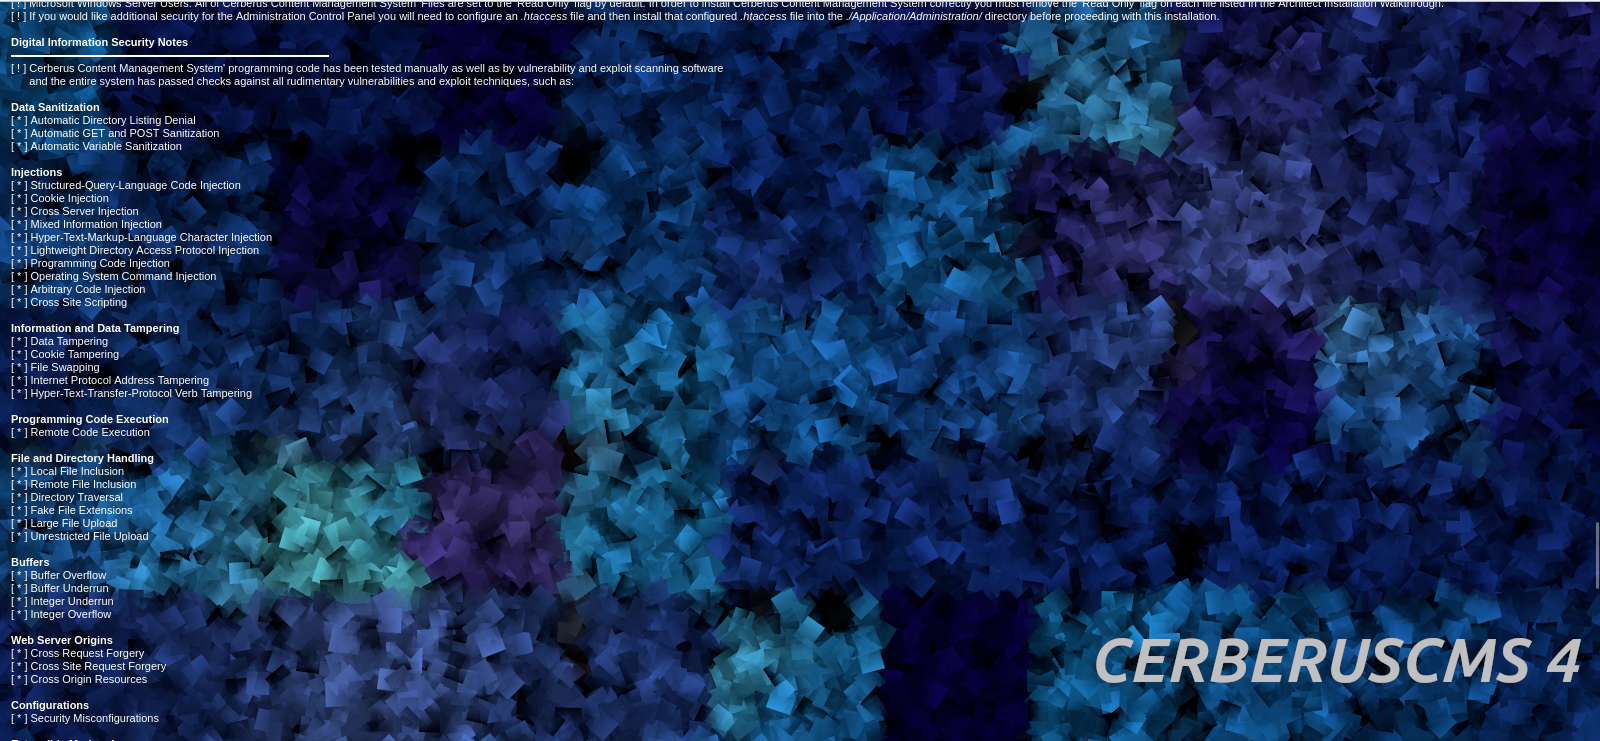 [ ! ] Microsoft Windows Server Users: All of Cerberus Content Management System' Files are set to the 'Read Only' flag by default. In order to install Cerberus Content Management System correctly you must remove the 'Read Only' flag on each file listed in the Architect Installation Walkthrough.
[ ! ] If you would like additional security for the Administration Control Panel you will need to configure an .htaccess file and then install that configured .htaccess file into the ./Application/Administration/ directory before proceeding with this installation.
Digital Information Security Notes
[ ! ] Cerberus Content Management System' programming code has been tested manually as well as by vulnerability and exploit scanning software
and the entire system has passed checks against all rudimentary vulnerabilities and exploit techniques, such as:
Data Sanitization
[ * ] Automatic Directory Listing Denial
[ * ] Automatic GET and POST Sanitization
[ * ] Automatic Variable Sanitization
Injections
[ * ] Structured-Query-Language Code Injection
[ * ] Cookie Injection
[ * ] Cross Server Injection
[ * ] Mixed Information Injection
[ * ] Hyper-Text-Markup-Language Character Injection
[ * ] Lightweight Directory Access Protocol Injection
[ * ] Programming Code Injection
[ * ] Operating System Command Injection
[ * ] Arbitrary Code Injection
[ * ] Cross Site Scripting
Information and Data Tampering
[ * ] Data Tampering
[ * ] Cookie Tampering
[ * ] File Swapping
[ * ] Internet Protocol Address Tampering
[ * ] Hyper-Text-Transfer-Protocol Verb Tampering
Programming Code Execution
[ * ] Remote Code Execution
File and Directory Handling
[ * ] Local File Inclusion
[ * ] Remote File Inclusion
[ * ] Directory Traversal
[ * ] Fake File Extensions
[ * ] Large File Upload
[ * ] Unrestricted File Upload
Buffers
[ * ] Buffer Overflow
[ * ] Buffer Underrun
[ * ] Integer Underrun
[ * ] Integer Overflow
Web Server Origins
[ * ] Cross Request Forgery
[ * ] Cross Site Request Forgery
[ * ] Cross Origin Resources
Configurations
[ * ] Security Misconfigurations
CERBERUSCMS 4